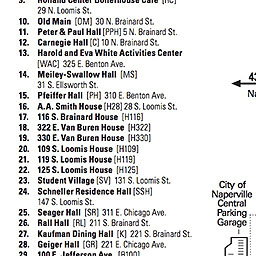 29 N. Loomis St.
10. Old Main [OM] 30 N. Brainard St.
11. Peter & Paul Hall [PPH] 5 N. Brainard St.
12. Carnegie Hall [C] 10 N. Brainard St.
13. Harold and Eva White Activities Center
[WAC] 325 E. Benton Ave.
14. Meiley-Swallow Hall [MS]
31 S. Ellsworth St.
15. Pfeiffer Hall [PH] 310 E. Benton Ave.
16. A.A. Smith House [H28] 28 S. Loomis St.
17. 116 S. Brainard House [H116]
18. 322 E. Van Buren House [H322]
19. 330 E. Van Buren House [H330]
20. 109 S. Loomis House [H109]
21. 119 S. Loomis House [H119]
22. 125 S. Loomis House [H125]
23. Student Village [SV] 131 S. Loomis St.
24. Schneller Residence Hall [SSH]
147 S. Loomis St.
25. Seager Hall [SR] 311 E. Chicago Ave.
26. Rall Hall [RL] 211 S. Brainard St.
27. Kaufman Dining Hall [K] 221 S. Brainard St.
28. Geiger Hall [GR] 221 E. Chicago Ave.
City of
Naperville
Central
Parking
Garage